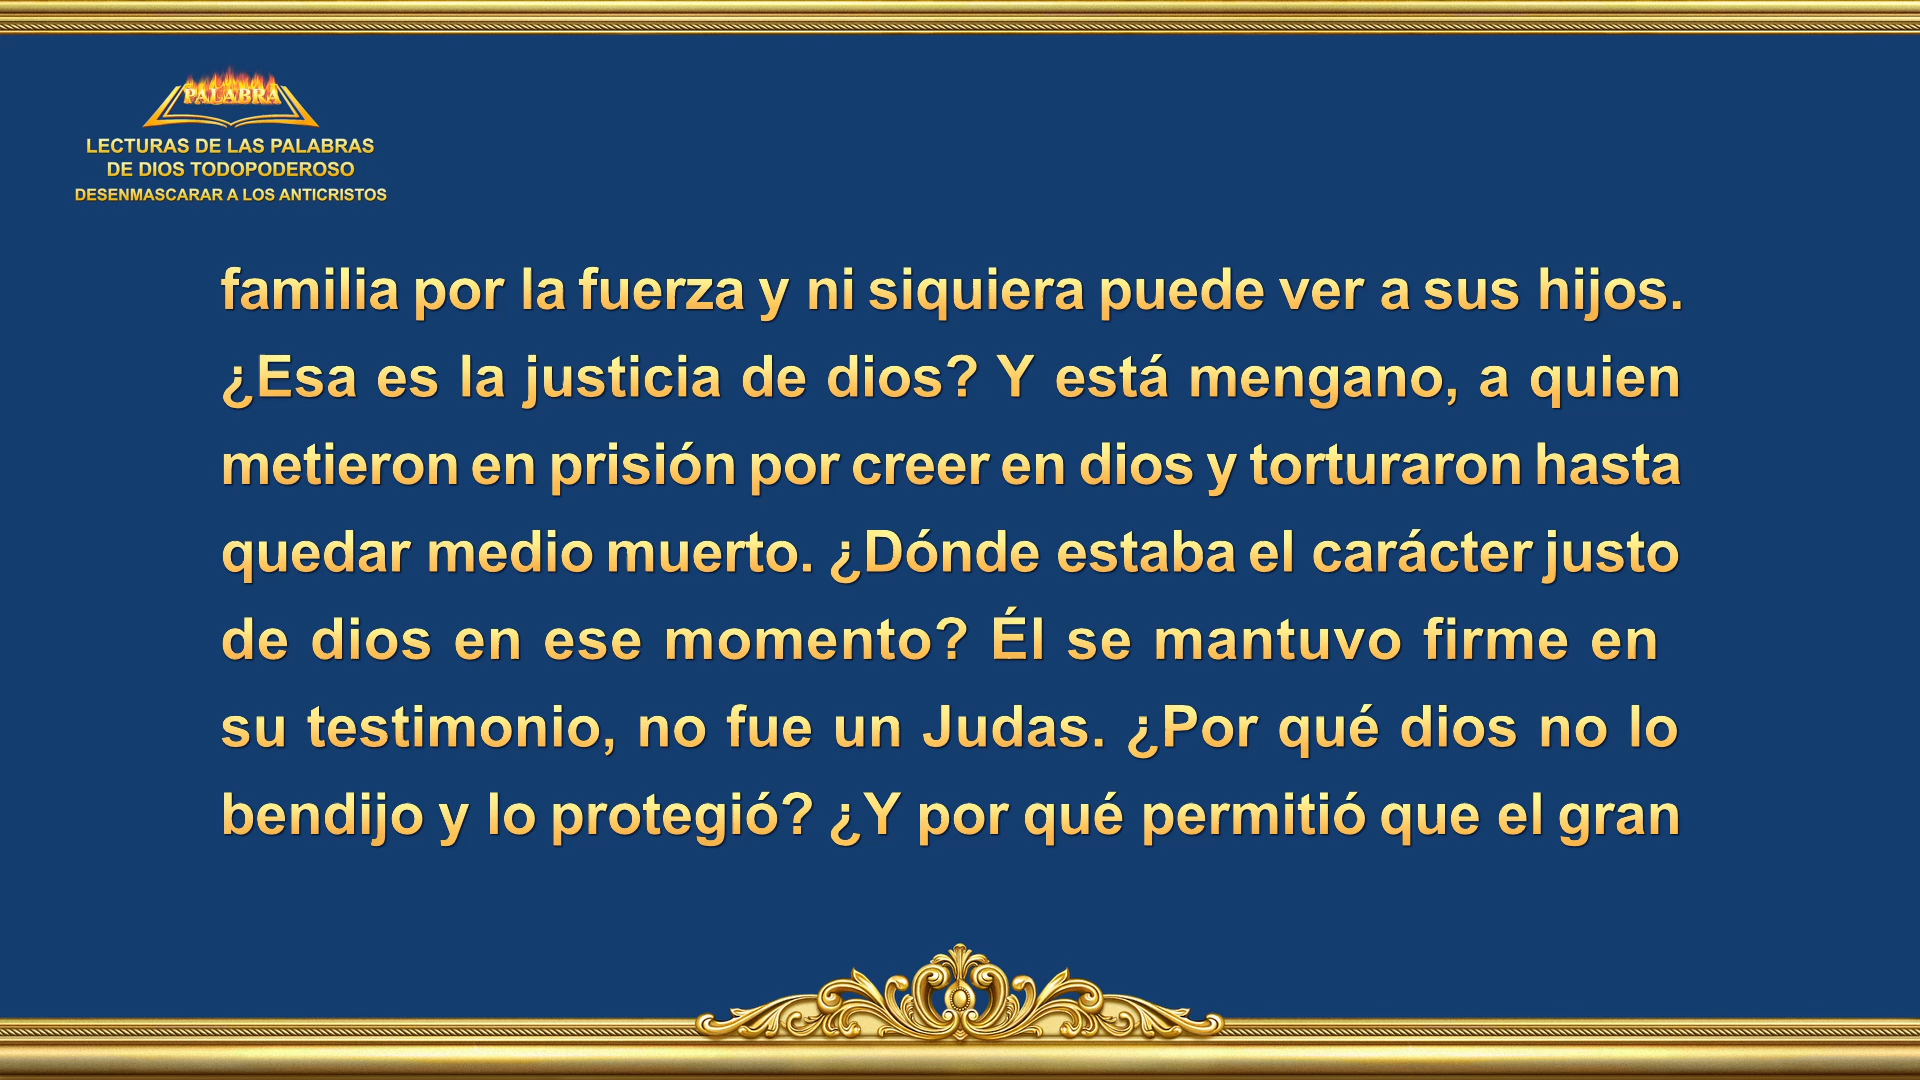 PALABRA
LECTURAS DE LAS PALABRAS
DE DIOS TODOPODEROSO
DESENMASCARAR A LOS ANTICRISTOS
familia por la fuerza y ni siquiera puede ver a sus hijos.
¿Esa es la justicia de dios? Y está mengano, a quien
metieron en prisión por creer en dios y torturaron hasta
quedar medio muerto. ¿Dónde estaba el carácter justo
de dios en ese momento? Él se mantuvo firme en
su testimonio, no fue un Judas. ¿Por qué dios no lo
bendijo y lo protegió? ¿Y por qué permitió que el gran